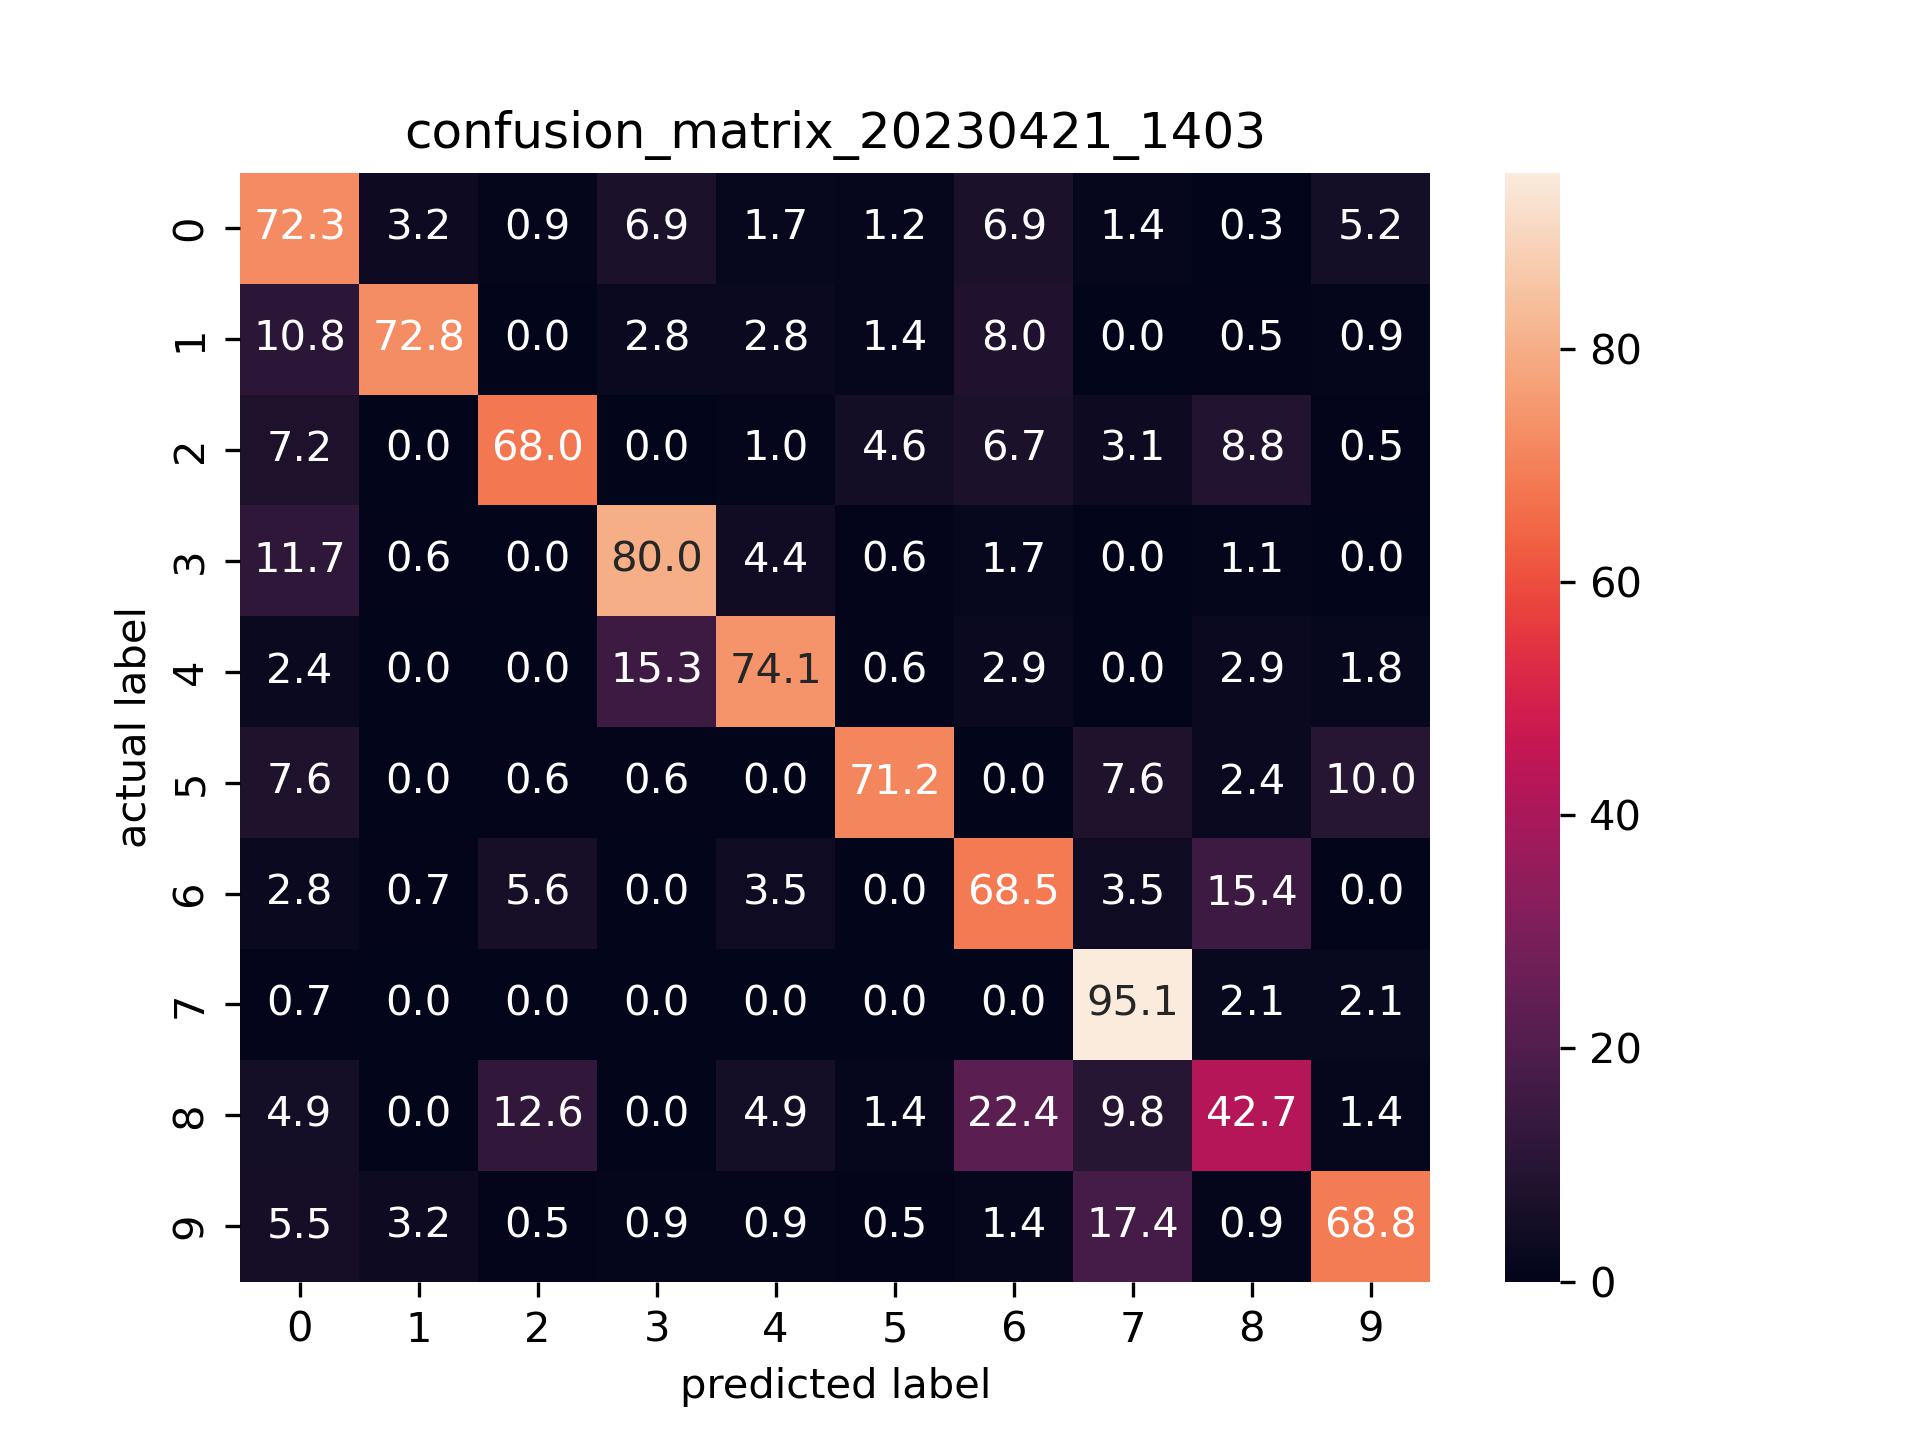 confusion_matrix_20230421_1403
0 72.3 3.2 0.9 6.9 1.7 1.2 6.9 1.4 0.3 5.2
1 10.8 72.8 0.0 2.8 2.8 1.4 8.0 0.0 0.5 0.9
2 7.2 0.0 68.0 0.0 1.0 4.6 6.7 3.1 8.8 0.5
3 11.7 0.6 0.0 80.0 4.4 0.6 1.7 0.0 1.1 0.0
4 2.4 0.0 0.0 15.3 74.1 0.6 2.9 0.0 2.9 1.8
5 7.6 0.0 0.6 0.6 0.0 71.2 0.0 7.6 2.4 10.0
6 2.8 0.7 5.6 0.0 3.5 0.0 68.5 3.5 15.4 0.0
7 0.7 0.0 0.0 0.0 0.0 0.0 0.0 95.1 2.1 2.1
8 4.9 0.0 12.6 0.0 4.9 1.4 22.4 9.8 42.7 1.4
9 5.5 3.2 0.5 0.9 0.9 0.5 1.4 17.4 0.9 68.8
0 1 2 3 4 5 6 7 8 9
predicted label
actual label
80
60
40
20
0